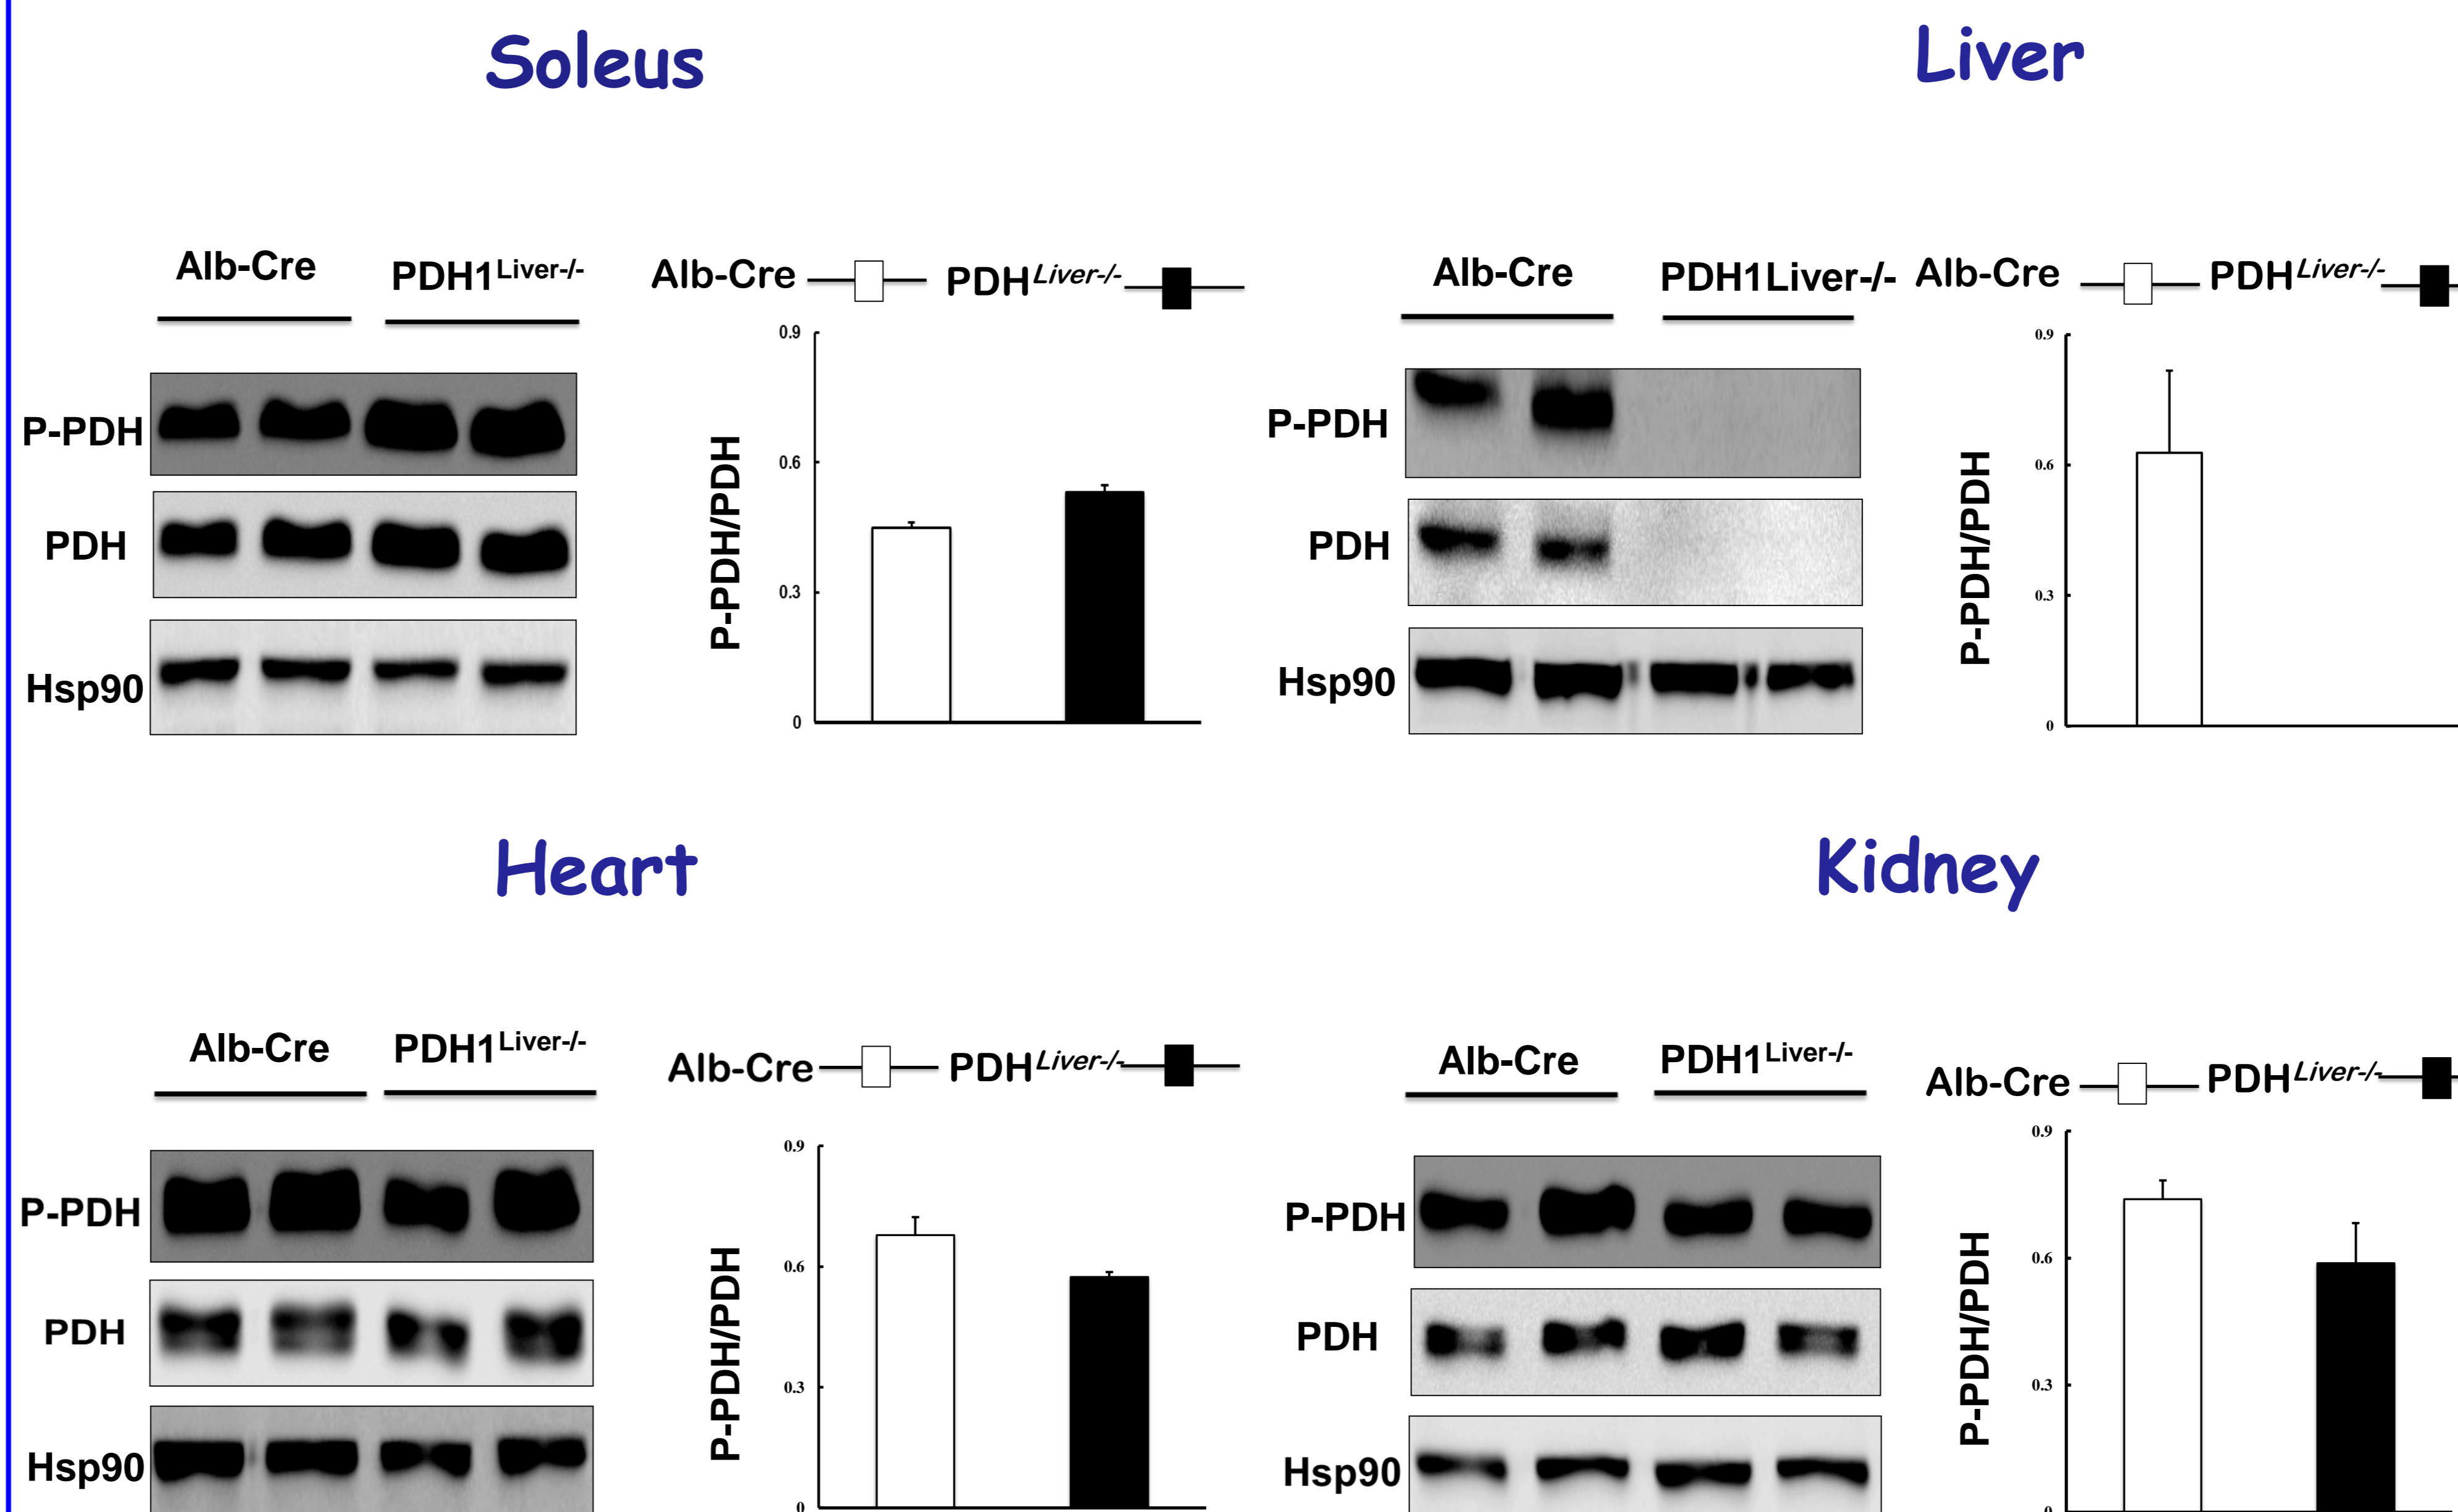 Soleus
Liver
Alb-Cre PDH1Liver-/- Alb-Cre PDHLiver-/-
Alb-Cre PDH1Liver-/- Alb-Cre PDHLiver-/-
P-PDH
PDH
Hsp90
P-PDH/PDH
0.9
0.6
0.3
0
P-PDH
PDH
Hsp90
P-PDH/PDH
0.9
0.6
0.3
0
Heart
Kidney
Alb-Cre PDH1Liver-/- Alb-Cre PDHLiver-/-
Alb-Cre PDH1Liver-/- Alb-Cre PDHLiver-/-
P-PDH
PDH
Hsp90
P-PDH/PDH
0.9
0.6
0.3
0
P-PDH
PDH
Hsp90
P-PDH/PDH
0.9
0.6
0.3
0